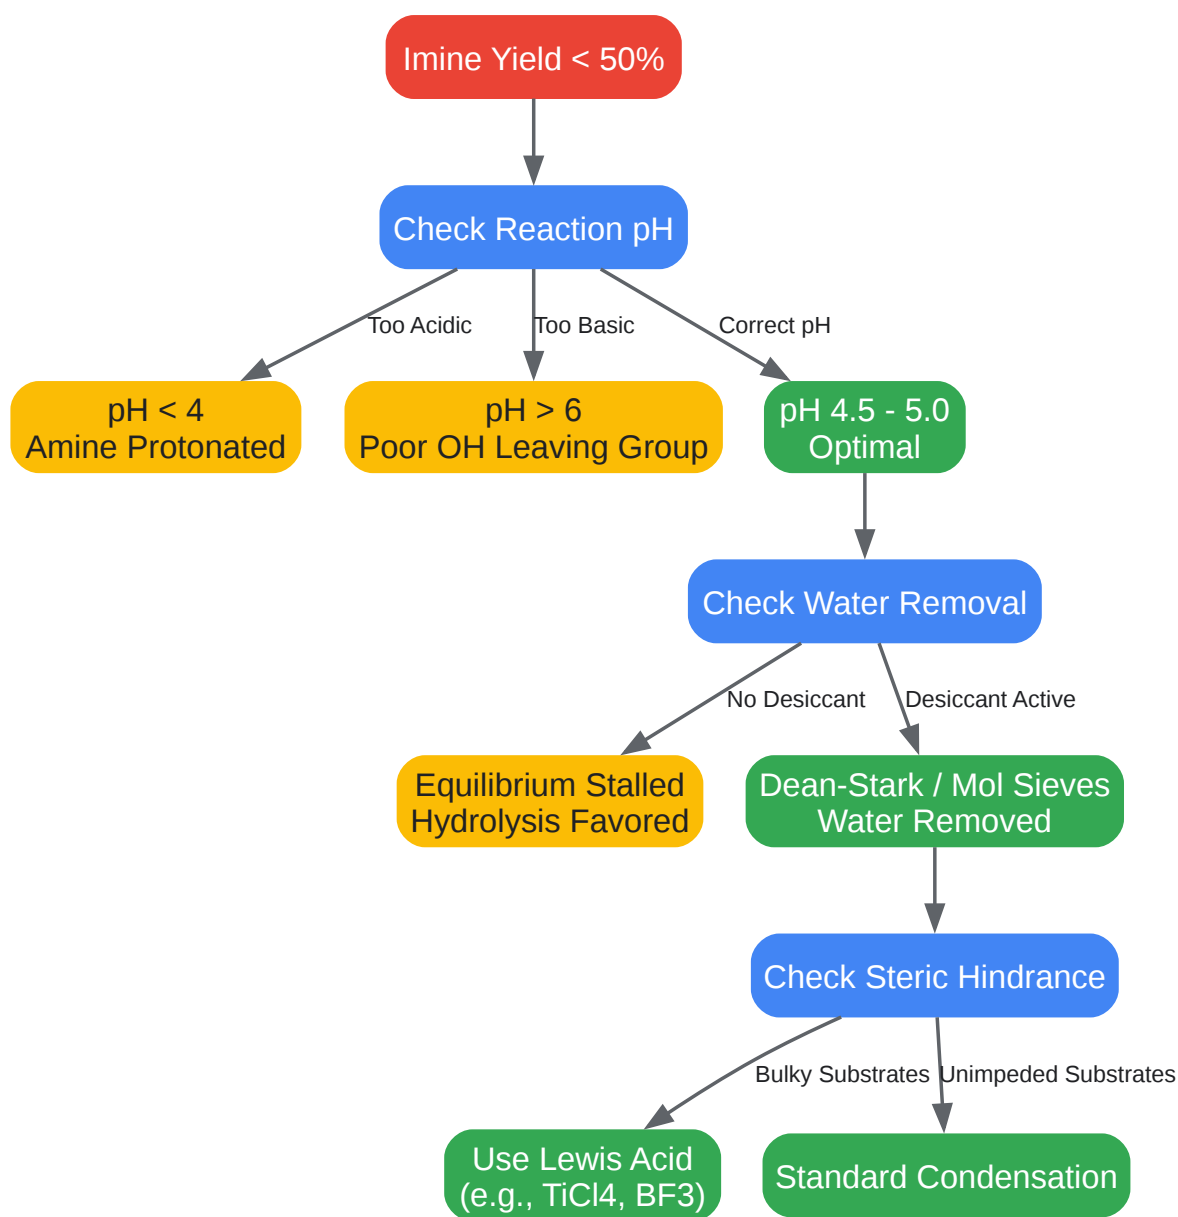 Imine Yield < 50%
Check Reaction pH
Too Acidic
Too Basic
Correct pH
pH < 4
Amine Protonated
pH > 6
Poor OH Leaving Group
pH 4.5 - 5.0
Optimal
Check Water Removal
No Desiccant
Desiccant Active
Equilibrium Stalled
Hydrolysis Favored
Dean-Stark / Mol Sieves
Water Removed
Check Steric Hindrance
Bulky Substrates
Unimpeded Substrates
Use Lewis Acid
(e.g., TiCl4, BF3)
Standard Condensation